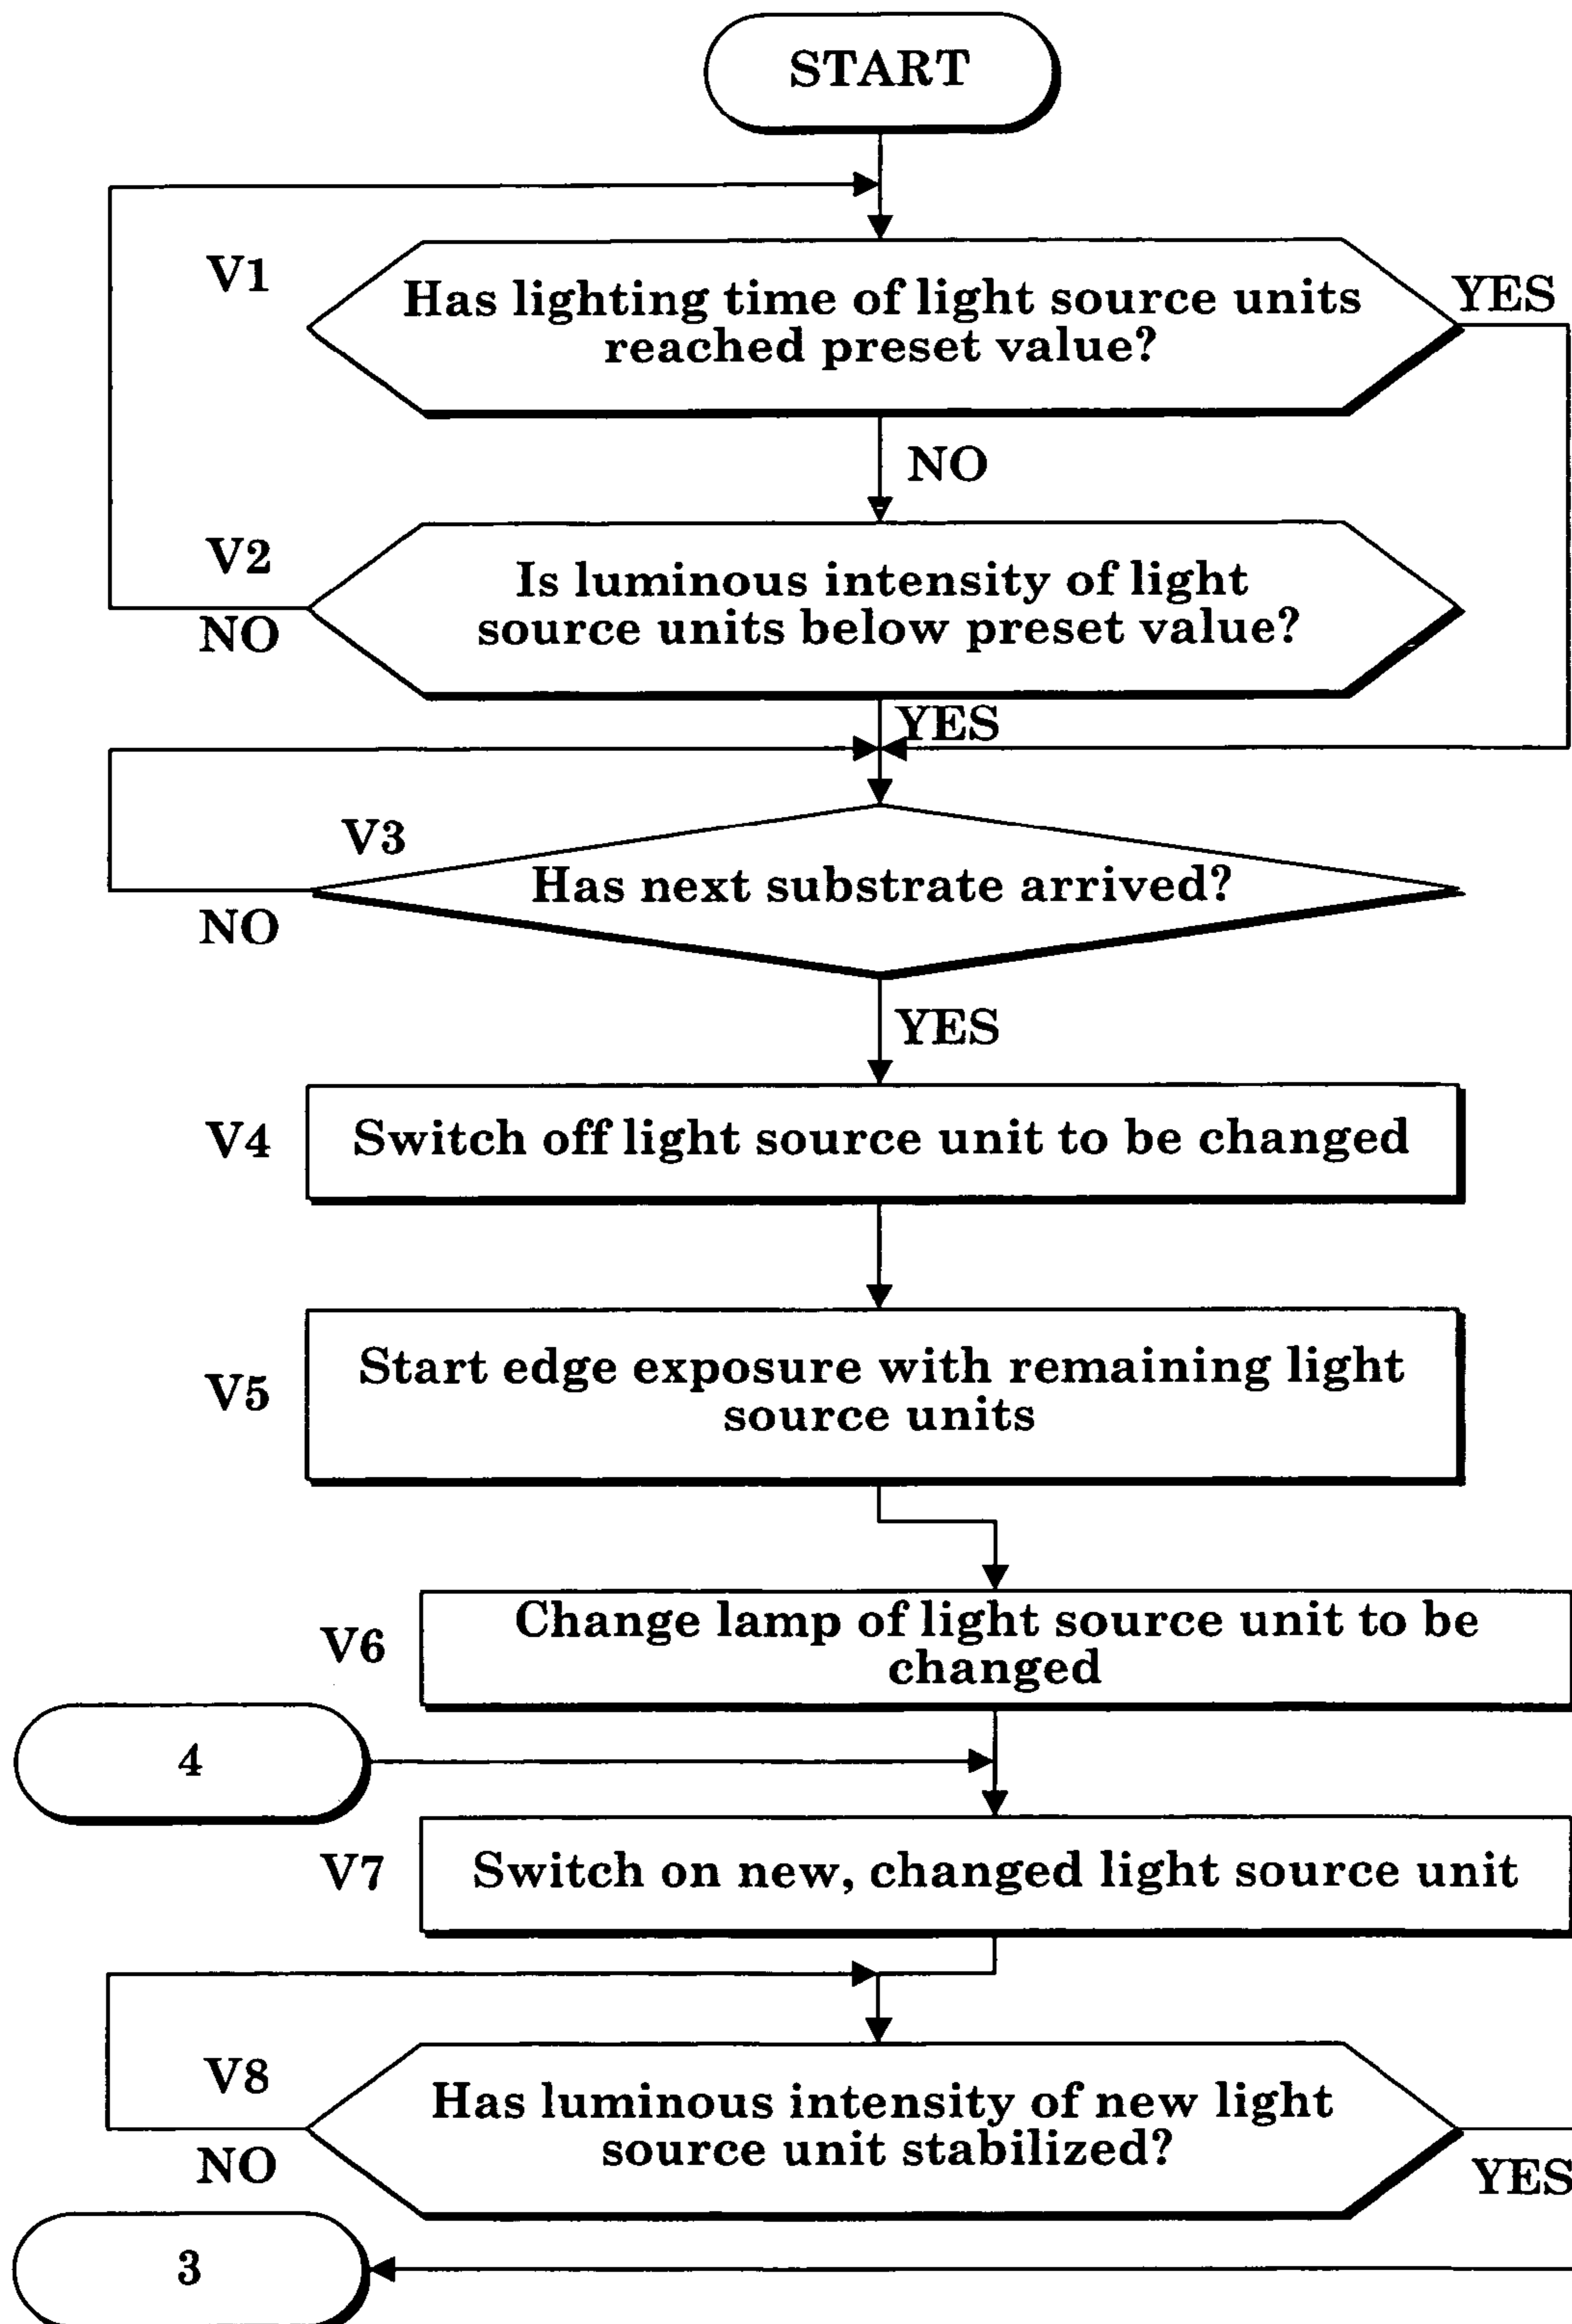 START
V1
Has lighting time of light source units
reached preset value?
YES
NO
V2
Is luminous intensity of light
source units below preset value?
NO
YES
V3
Has next substrate arrived?
NO
YES
V4
Switch off light source unit to be changed
V5
Start edge exposure with remaining light
source units
V6
Change lamp of light source unit to be
changed
4
V7
Switch on new, changed light source unit
V8
Has luminous intensity of new light
source unit stabilized?
NO
YES
3